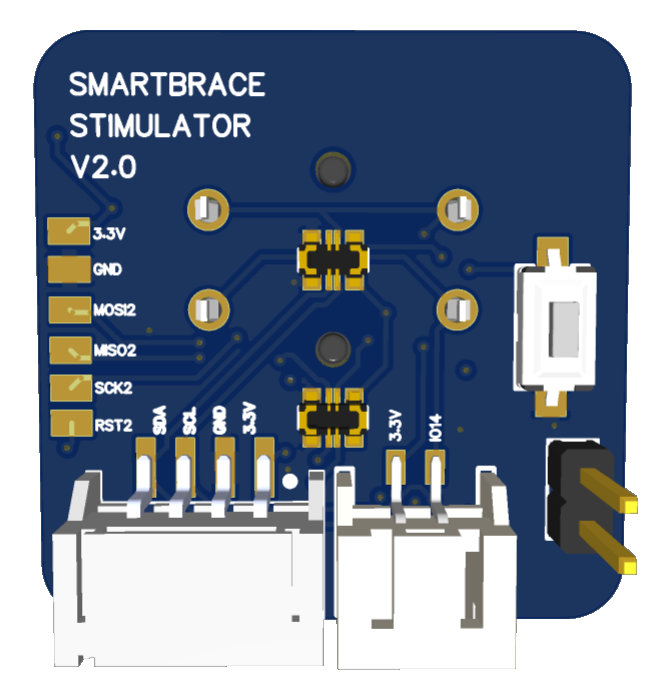 SMARTBRACE
STIMULATOR
V2.0
3.3V
GND
MOSI2
MISO2
SCK2
RST2
SDA
SCL
GND
3.3V
3.3V
IO14